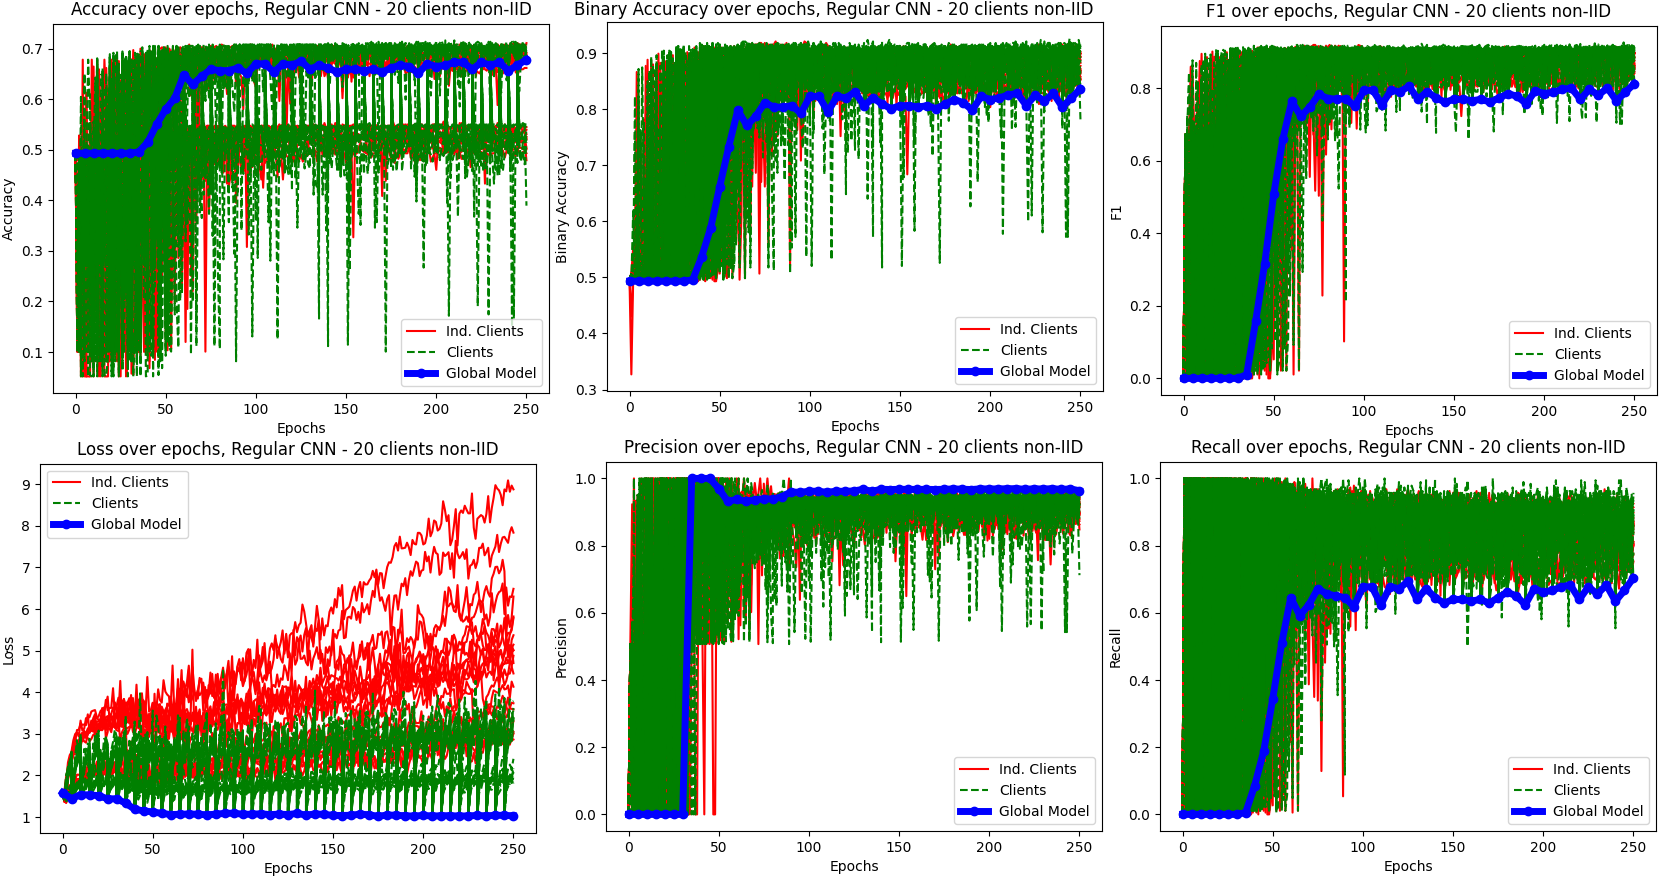 Accuracy over epochs, Regular CNN - 20 clients non-IID
Accuracy
0.7
0.6
0.5
0.4
0.3
0.2
0.1
0 50 100 150 200 250
Epochs
Ind. Clients
Clients
Global Model
Binary Accuracy over epochs, Regular CNN - 20 clients non-IID
Binary Accuracy
0.9
0.8
0.7
0.6
0.5
0.4
0.3
0 50 100 150 200 250
Epochs
Ind. Clients
Clients
Global Model
F1 over epochs, Regular CNN - 20 clients non-IID
F1
0.8
0.6
0.4
0.2
0.0
0 50 100 150 200 250
Epochs
Ind. Clients
Clients
Global Model
Loss over epochs, Regular CNN - 20 clients non-IID
Loss
9
8
7
6
5
4
3
2
1
0 50 100 150 200 250
Epochs
Ind. Clients
Clients
Global Model
Precision over epochs, Regular CNN - 20 clients non-IID
Precision
1.0
0.8
0.6
0.4
0.2
0.0
0 50 100 150 200 250
Epochs
Ind. Clients
Clients
Global Model
Recall over epochs, Regular CNN - 20 clients non-IID
Recall
1.0
0.8
0.6
0.4
0.2
0.0
0 50 100 150 200 250
Epochs
Ind. Clients
Clients
Global Model